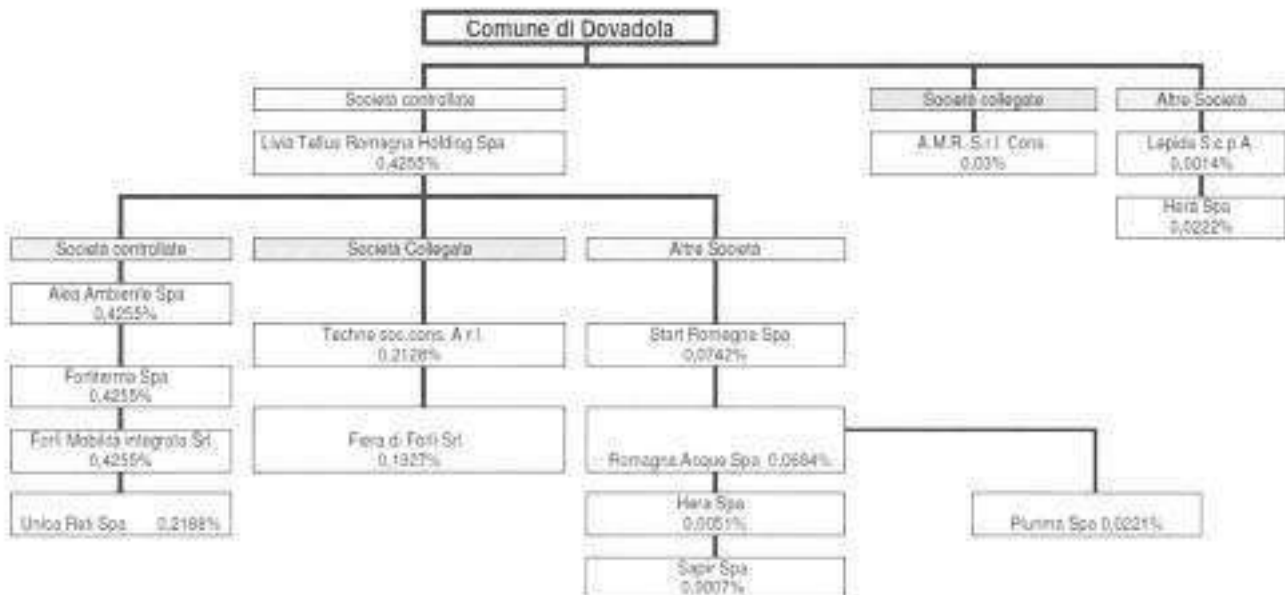 Comune di Dovadola
Società controllate
Società collegate
Altre Società
Livia Tellus Romagna Holding Spa
0,4255%
A.M.R. S.r.l. Cons.
0,03%
Lepida S.c.p.A.
0,0014%
Hera Spa
0,0222%
Società controllate
Società Collegate
Altre Società
Alea Ambiente Spa
0,4255%
Techne soc.cons. A r.l.
0,2128%
Start Romagna Spa
0,0742%
Fortiterma Spa
0,4255%
Forlì Mobilità integrata Srl.
0,4255%
Fiera di Forlì Srl.
0,1927%
Romagna Acque Spa 0,0684%
Unica Reti Spa 0,2188%
Hera Spa
0,0051%
Plurima Spa 0,0221%
Sapir Spa
0,0007%